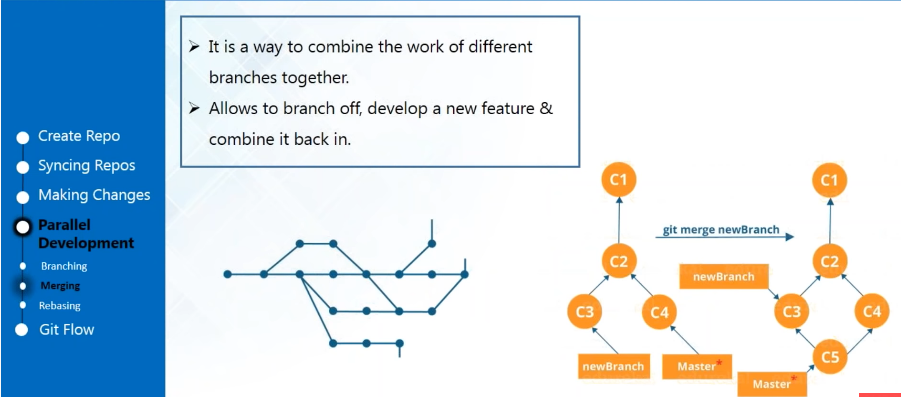 Create Repo
Syncing Repos
Making Changes
Parallel
Development
Branching
Merging
Rebasing
Git Flow
➢ It is a way to combine the work of different
branches together.
➢ Allows to branch off, develop a new feature &
combine it back in.
C1
C2
C3
C4
newBranch
Master*
git merge newBranch
C1
C2
newBranch
C3
C4
C5
Master*